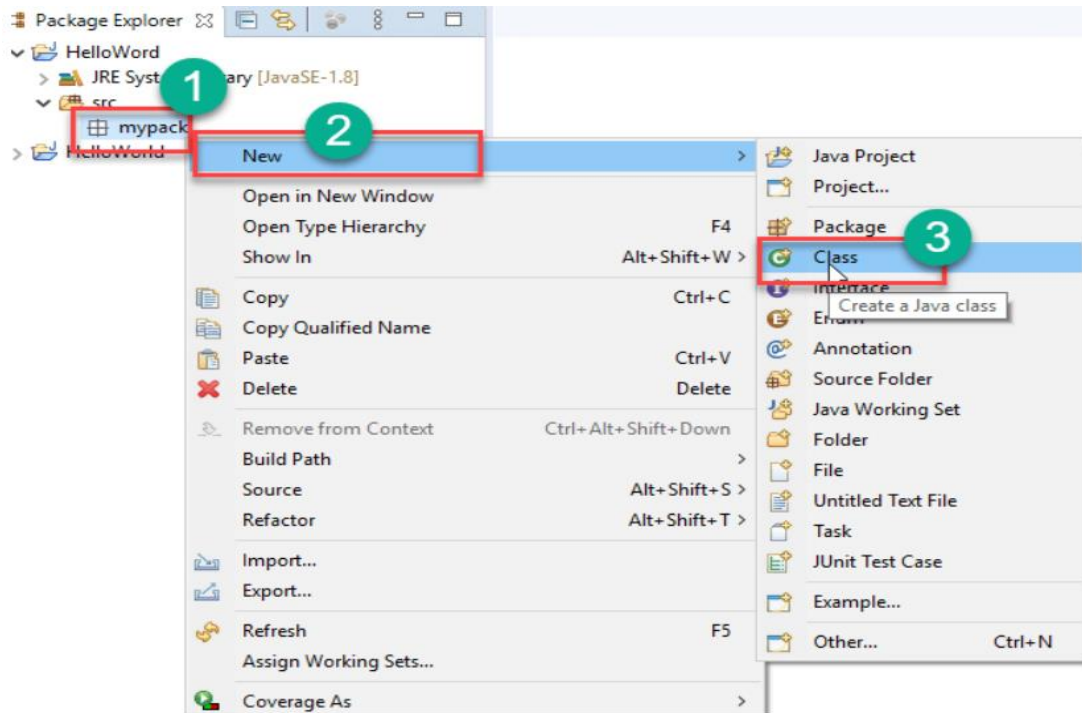 Package Explorer
HelloWord
JRE Syst ary [JavaSE-1.8]
1
src
mypack
2
HelloWorld
New
Open in New Window
Open Type Hierarchy F4
Show In Alt+Shift+W >
Copy Ctrl+C
Copy Qualified Name
Paste Ctrl+V
Delete Delete
Remove from Context Ctrl+Alt+Shift+Down
Build Path >
Source Alt+Shift+S >
Refactor Alt+Shift+T >
Import...
Export...
Refresh F5
Assign Working Sets...
Coverage As >
Java Project
Project...
Package
3
Class
Interface
Create a Java class
Enum
Annotation
Source Folder
Java Working Set
Folder
File
Untitled Text File
Task
JUnit Test Case
Example...
Other... Ctrl+N